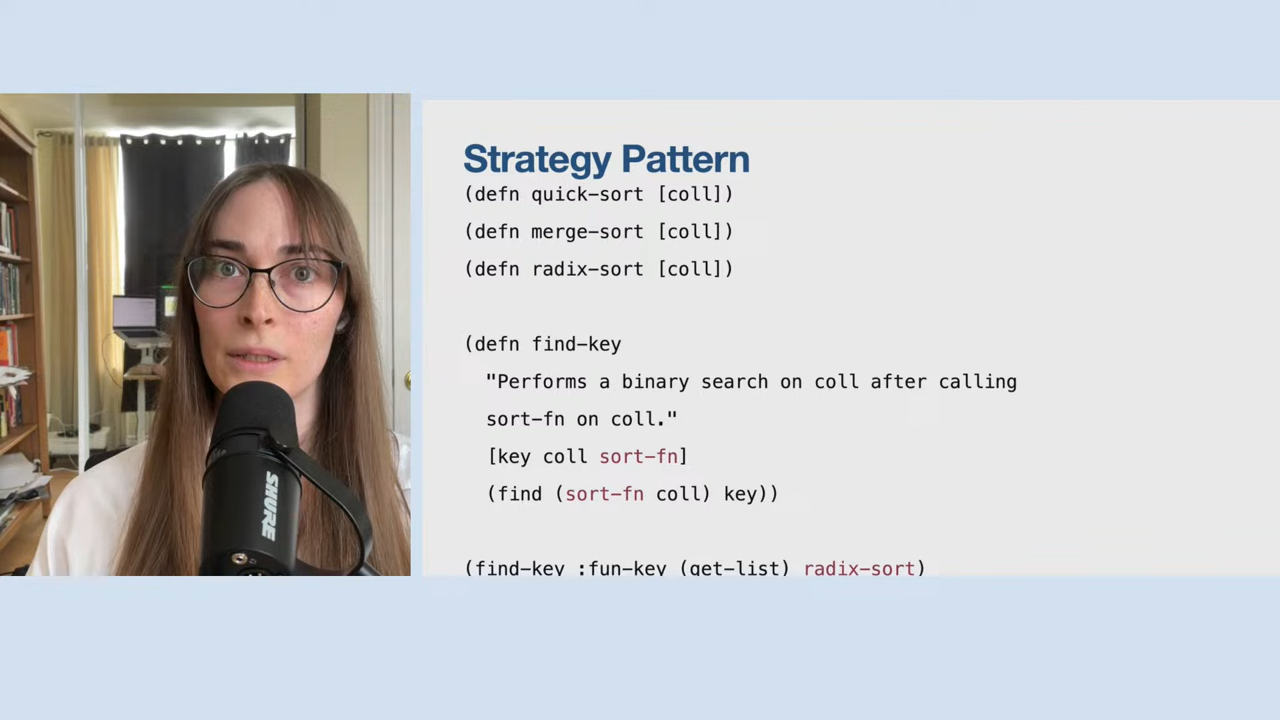 Strategy Pattern
(defn quick-sort [coll])
(defn merge-sort [coll])
(defn radix-sort [coll])
(defn find-key
"Performs a binary search on coll after calling
sort-fn on coll."
[key coll sort-fn]
(find (sort-fn coll) key))
(find-key :fun-key (get-list) radix-sort)
SHURE